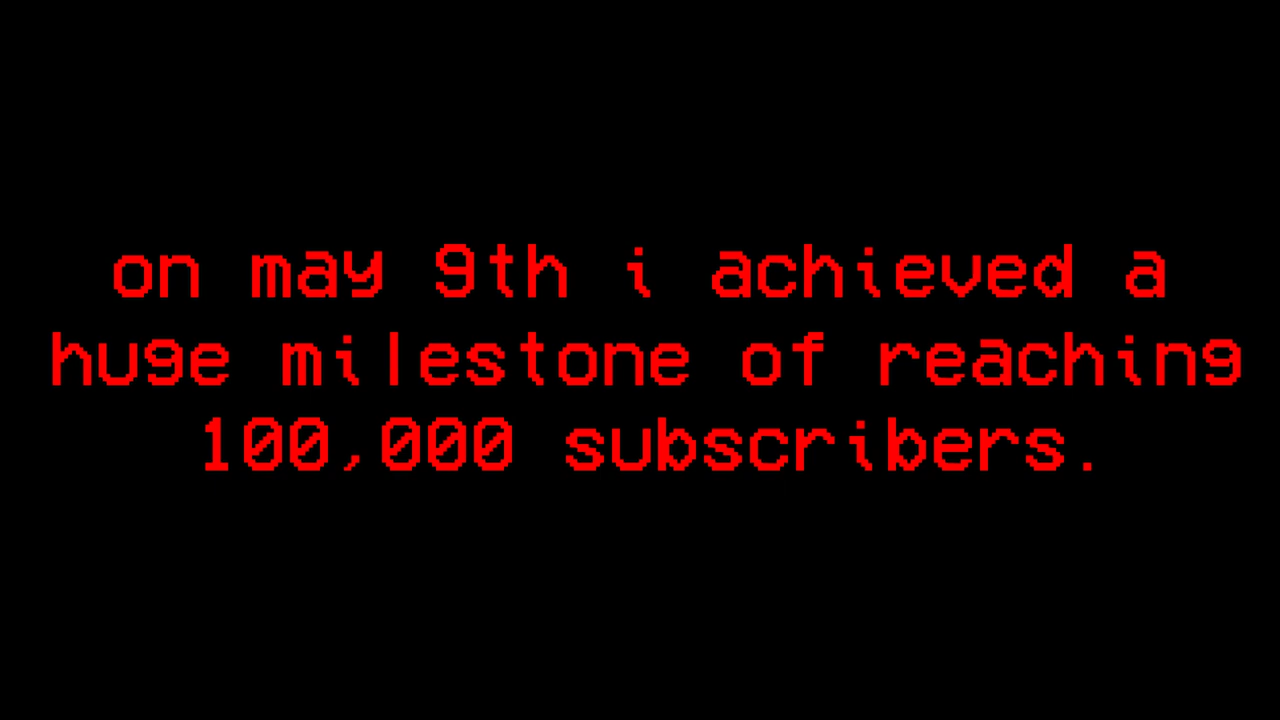 on may 9th i achieved a
huge milestone of reaching
100,000 subscribers.